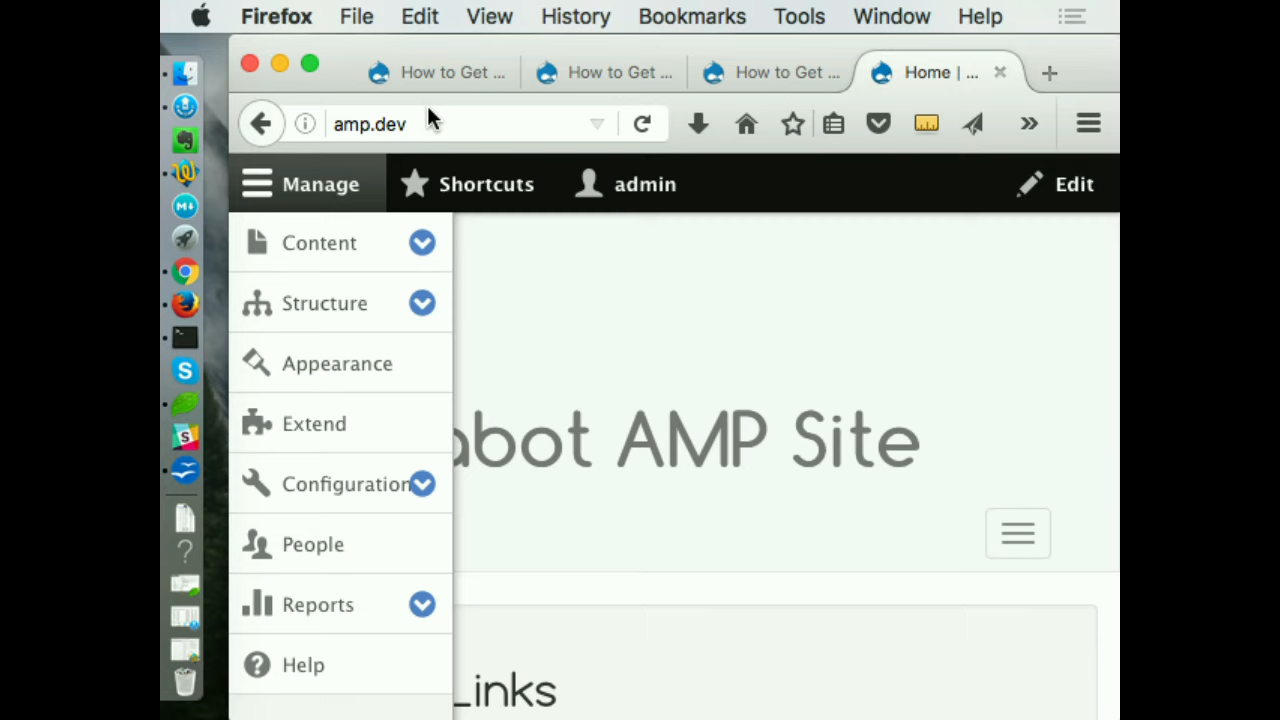 Firefox File Edit View History Bookmarks Tools Window Help
How to Get ... How to Get ... How to Get ... Home | ...
amp.dev
Manage Shortcuts admin Edit
Content
Structure
Appearance
abot AMP Site
Extend
Configuration
People
Reports
Help
Links